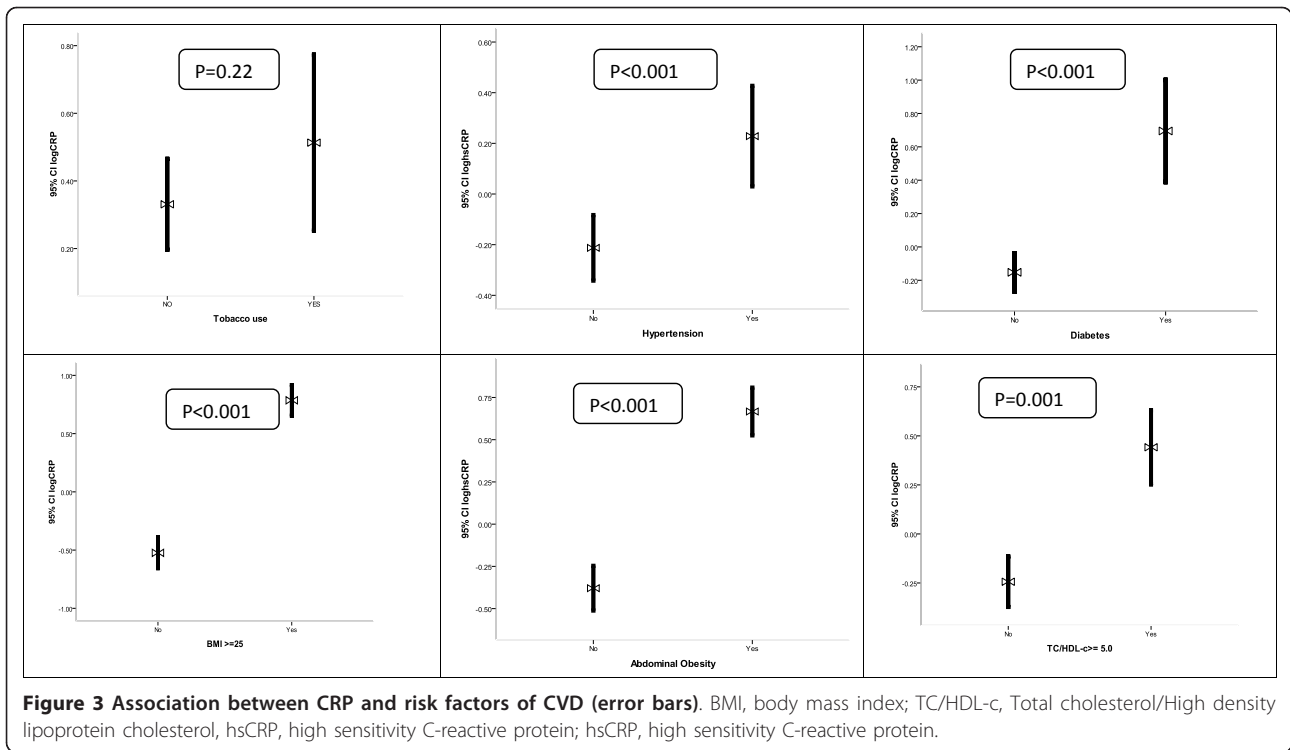 P=0.22
0.80
0.60
0.40
0.20
95% CI logCRP
NO YES
Tobacco use
P<0.001
0.60
0.40
0.20
0.00
-0.20
-0.40
95% CI loghsCRP
No Yes
Hypertension
P<0.001
1.20
1.00
0.80
0.60
0.40
0.20
0.00
-0.20
95% CI logCRP
No Yes
Diabetes
P<0.001
1.00
0.50
0.00
-0.50
-1.00
95% CI logCRP
No Yes
BMI >=25
P<0.001
0.75
0.50
0.25
0.00
-0.25
-0.50
95% CI loghsCRP
No Yes
Abdominal Obesity
P=0.001
0.75
0.50
0.25
0.00
-0.25
95% CI logCRP
No Yes
TC/HDL-c>= 5.0
Figure 3 Association between CRP and risk factors of CVD (error bars). BMI, body mass index; TC/HDL-c, Total cholesterol/High density
lipoprotein cholesterol, hsCRP, high sensitivity C-reactive protein; hsCRP, high sensitivity C-reactive protein.